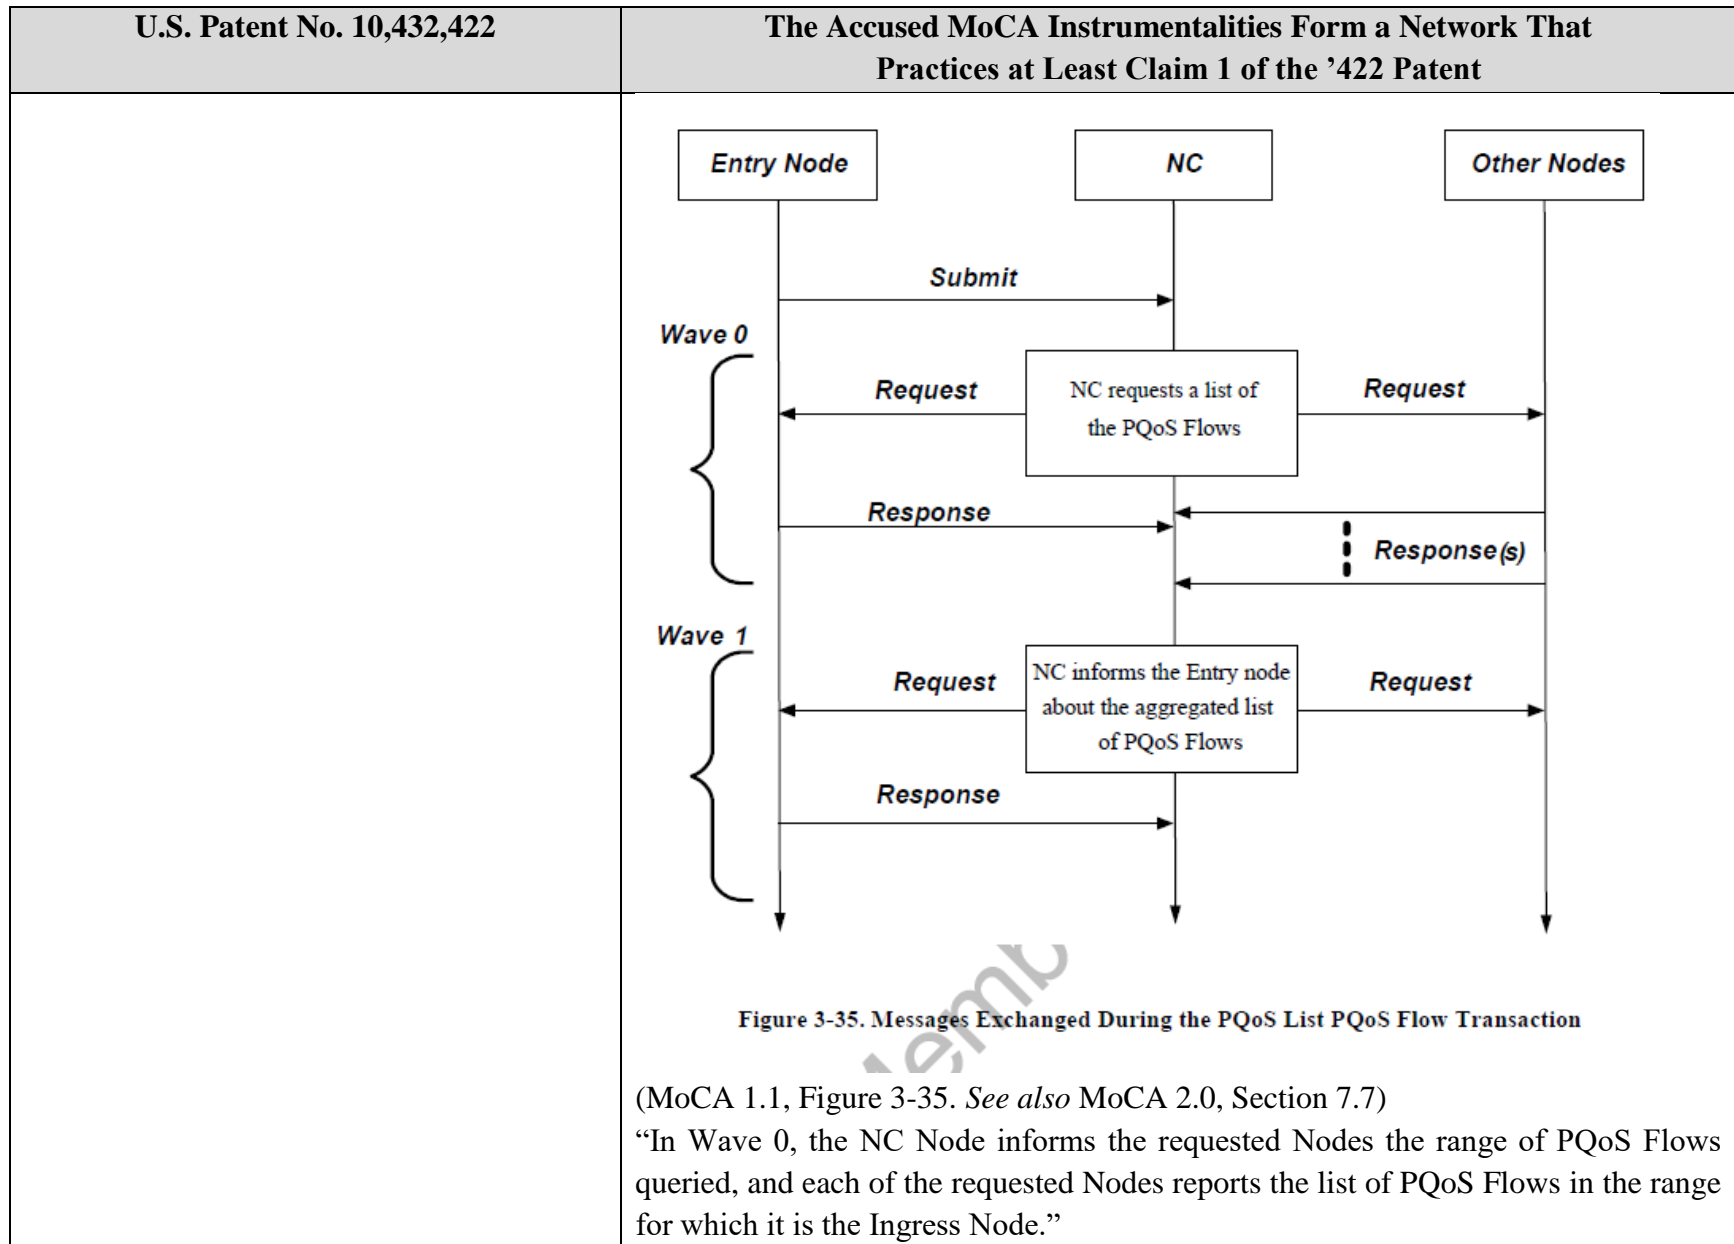 U.S. Patent No. 10,432,422
The Accused MoCA Instrumentalities Form a Network That
Practices at Least Claim 1 of the ’422 Patent
Entry Node
NC
Other Nodes
Submit
Wave 0
Request
NC requests a list of
the PQoS Flows
Request
Response
Response(s)
Wave 1
Request
NC informs the Entry node
about the aggregated list
of PQoS Flows
Request
Response
Figure 3-35. Messages Exchanged During the PQoS List PQoS Flow Transaction
(MoCA 1.1, Figure 3-35. See also MoCA 2.0, Section 7.7)
“In Wave 0, the NC Node informs the requested Nodes the range of PQoS Flows
queried, and each of the requested Nodes reports the list of PQoS Flows in the range
for which it is the Ingress Node.”